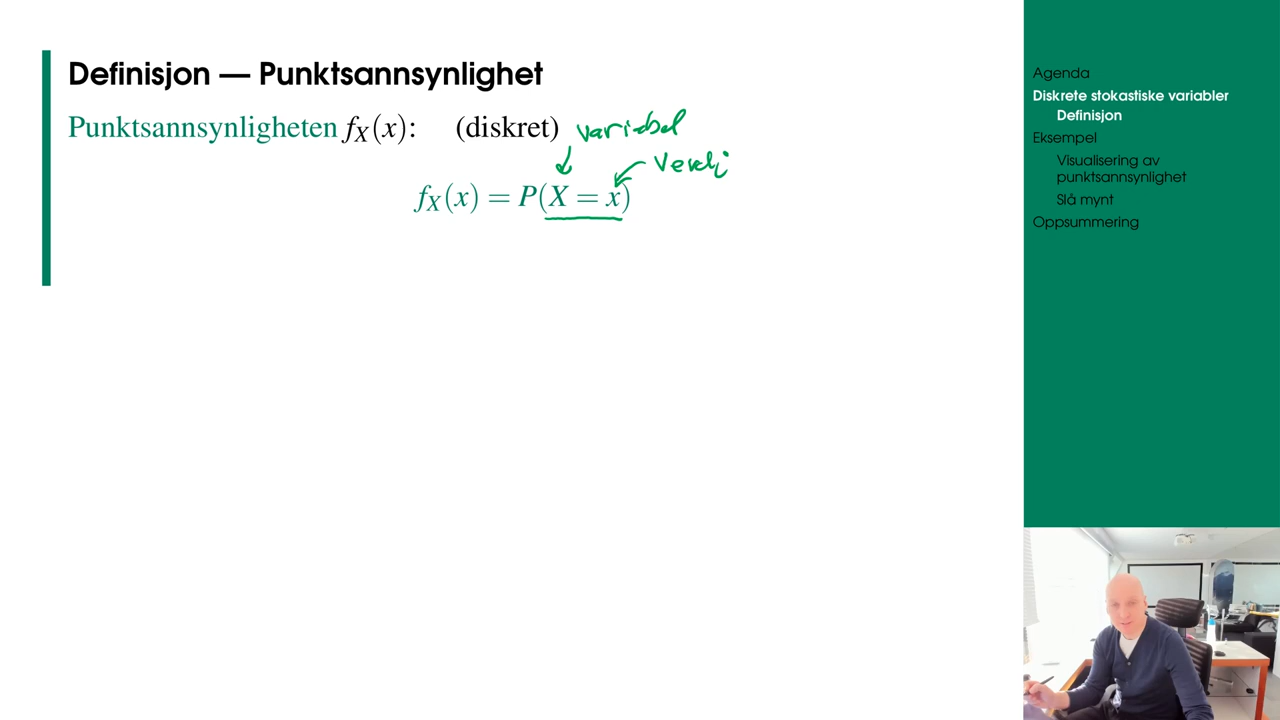 Definisjon — Punktsannsynlighet
Punktsannsynligheten f_X(x): (diskret)
variabel
verdi
f_X(x) = P(X = x)
Agenda
Diskrete stokastiske variabler
Definisjon
Eksempel
Visualisering av
punktsannsynlighet
Slå mynt
Oppsummering